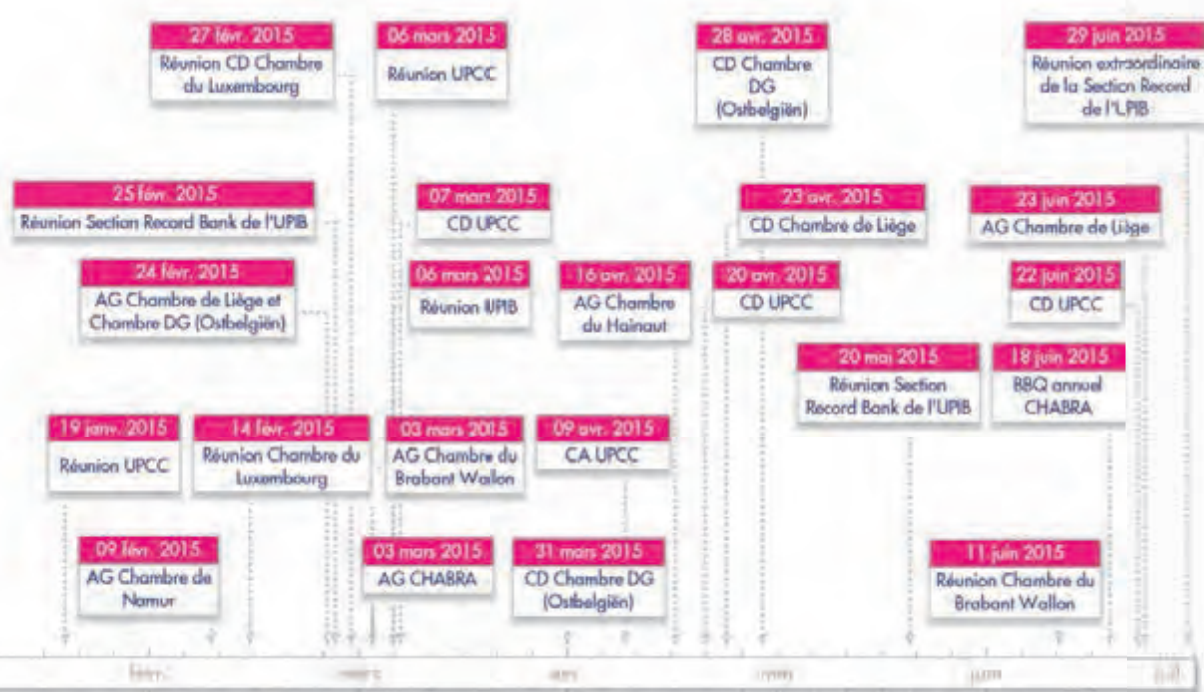 27 févr. 2015
Réunion CD Chambre
du Luxembourg
06 mars 2015
Réunion UPCC
28 avr. 2015
CD Chambre
DG
(Ostbelgiën)
29 juin 2015
Réunion extraordinaire
de la Section Record
de l'UPIB
25 févr. 2015
Réunion Section Record Bank de l'UPIB
07 mars 2015
CD UPCC
23 avr. 2015
CD Chambre de Liège
23 juin 2015
AG Chambre de Liège
24 févr. 2015
AG Chambre de Liège et
Chambre DG (Ostbelgiën)
06 mars 2015
Réunion UPIB
16 avr. 2015
AG Chambre
du Hainaut
20 avr. 2015
CD UPCC
22 juin 2015
CD UPCC
20 mai 2015
Réunion Section
Record Bank de l'UPIB
18 juin 2015
BBQ annuel
CHABRA
19 janv. 2015
Réunion UPCC
14 févr. 2015
Réunion Chambre du
Luxembourg
03 mars 2015
AG Chambre du
Brabant Wallon
09 avr. 2015
CA UPCC
09 févr. 2015
AG Chambre de
Namur
03 mars 2015
AG CHABRA
31 mars 2015
CD Chambre DG
(Ostbelgiën)
11 juin 2015
Réunion Chambre du
Brabant Wallon
févr. mars juin juil.